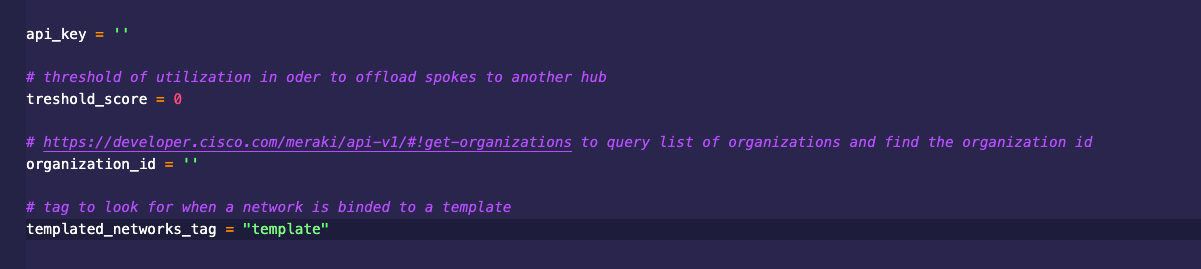 api_key = ''
# threshold of utilization in oder to offload spokes to another hub
treshold_score = 0
# https://developer.cisco.com/meraki/api-v1/#!get-organizations to query list of organizations and find the organization id
organization_id = ''
# tag to look for when a network is binded to a template
templated_networks_tag = "template"